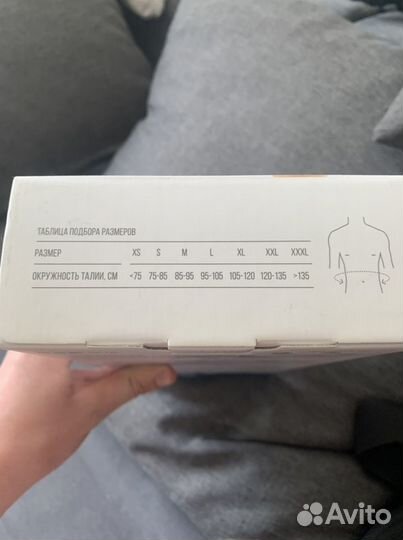 ТАБЛИЦА ПОДБОРА РАЗМЕРОВ
РАЗМЕР XS S M L XL XXL XXXL
ОКРУЖНОСТЬ ТАЛИИ, СМ <75 75-85 85-95 95-105 105-120 120-135 >135
Avito